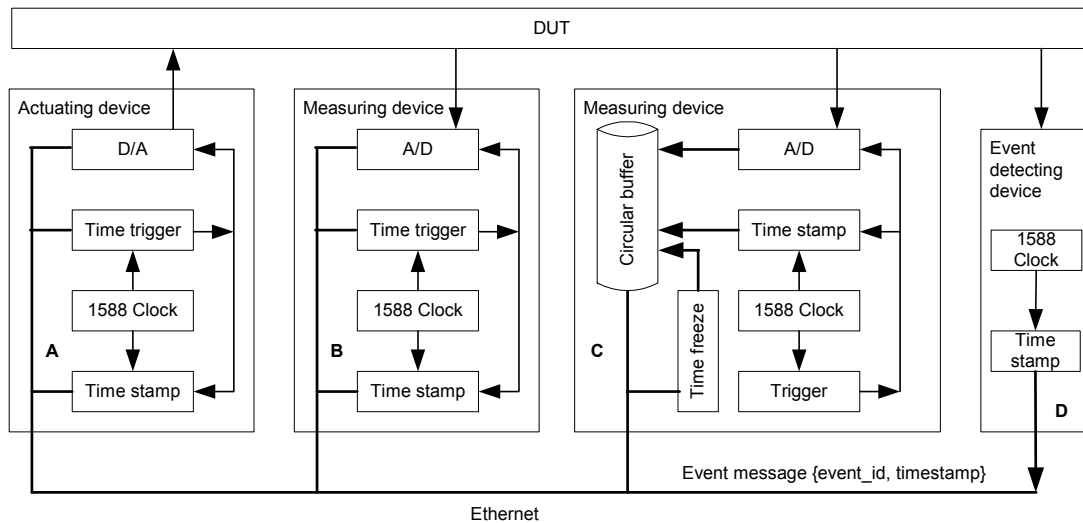 DUT
Actuating device
D/A
Time trigger
1588 Clock
A
Time stamp
Measuring device
A/D
Time trigger
1588 Clock
B
Time stamp
Measuring device
Circular buffer
A/D
Time stamp
1588 Clock
C
Time freeze
Trigger
Event
detecting
device
1588
Clock
Time
stamp
D
Event message {event_id, timestamp}
Ethernet